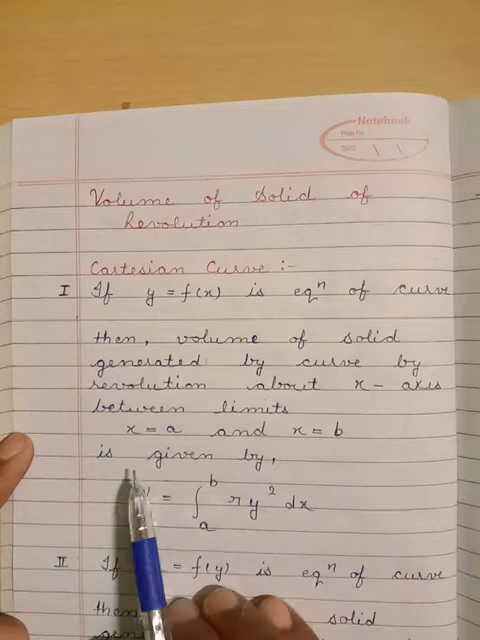 Notebook
Page No.
Date
Volume of Solid of
Revolution
Cartesian Curve :-
I If y = f(x) is eqⁿ of curve
then, volume of solid
generated by curve by
revolution about x - axis
between limits
x = a and x = b
is given by,
= ∫ₐᵇ π y² dx
II If = f(y) is eqⁿ of curve
then solid